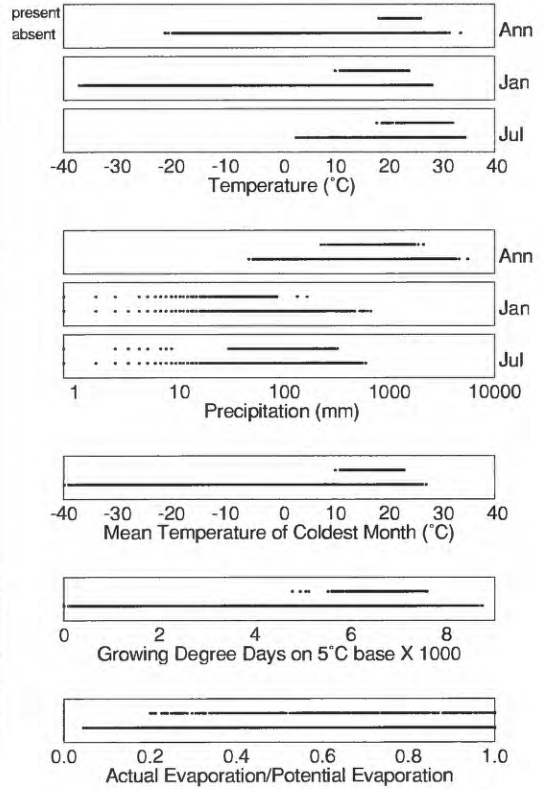 present
absent
Ann
Jan
Jul
-40 -30 -20 -10 0 10 20 30 40
Temperature (°C)
Ann
Jan
Jul
1 10 100 1000 10000
Precipitation (mm)
-40 -30 -20 -10 0 10 20 30 40
Mean Temperature of Coldest Month (°C)
0 2 4 6 8
Growing Degree Days on 5°C base X 1000
0.0 0.2 0.4 0.6 0.8 1.0
Actual Evaporation/Potential Evaporation